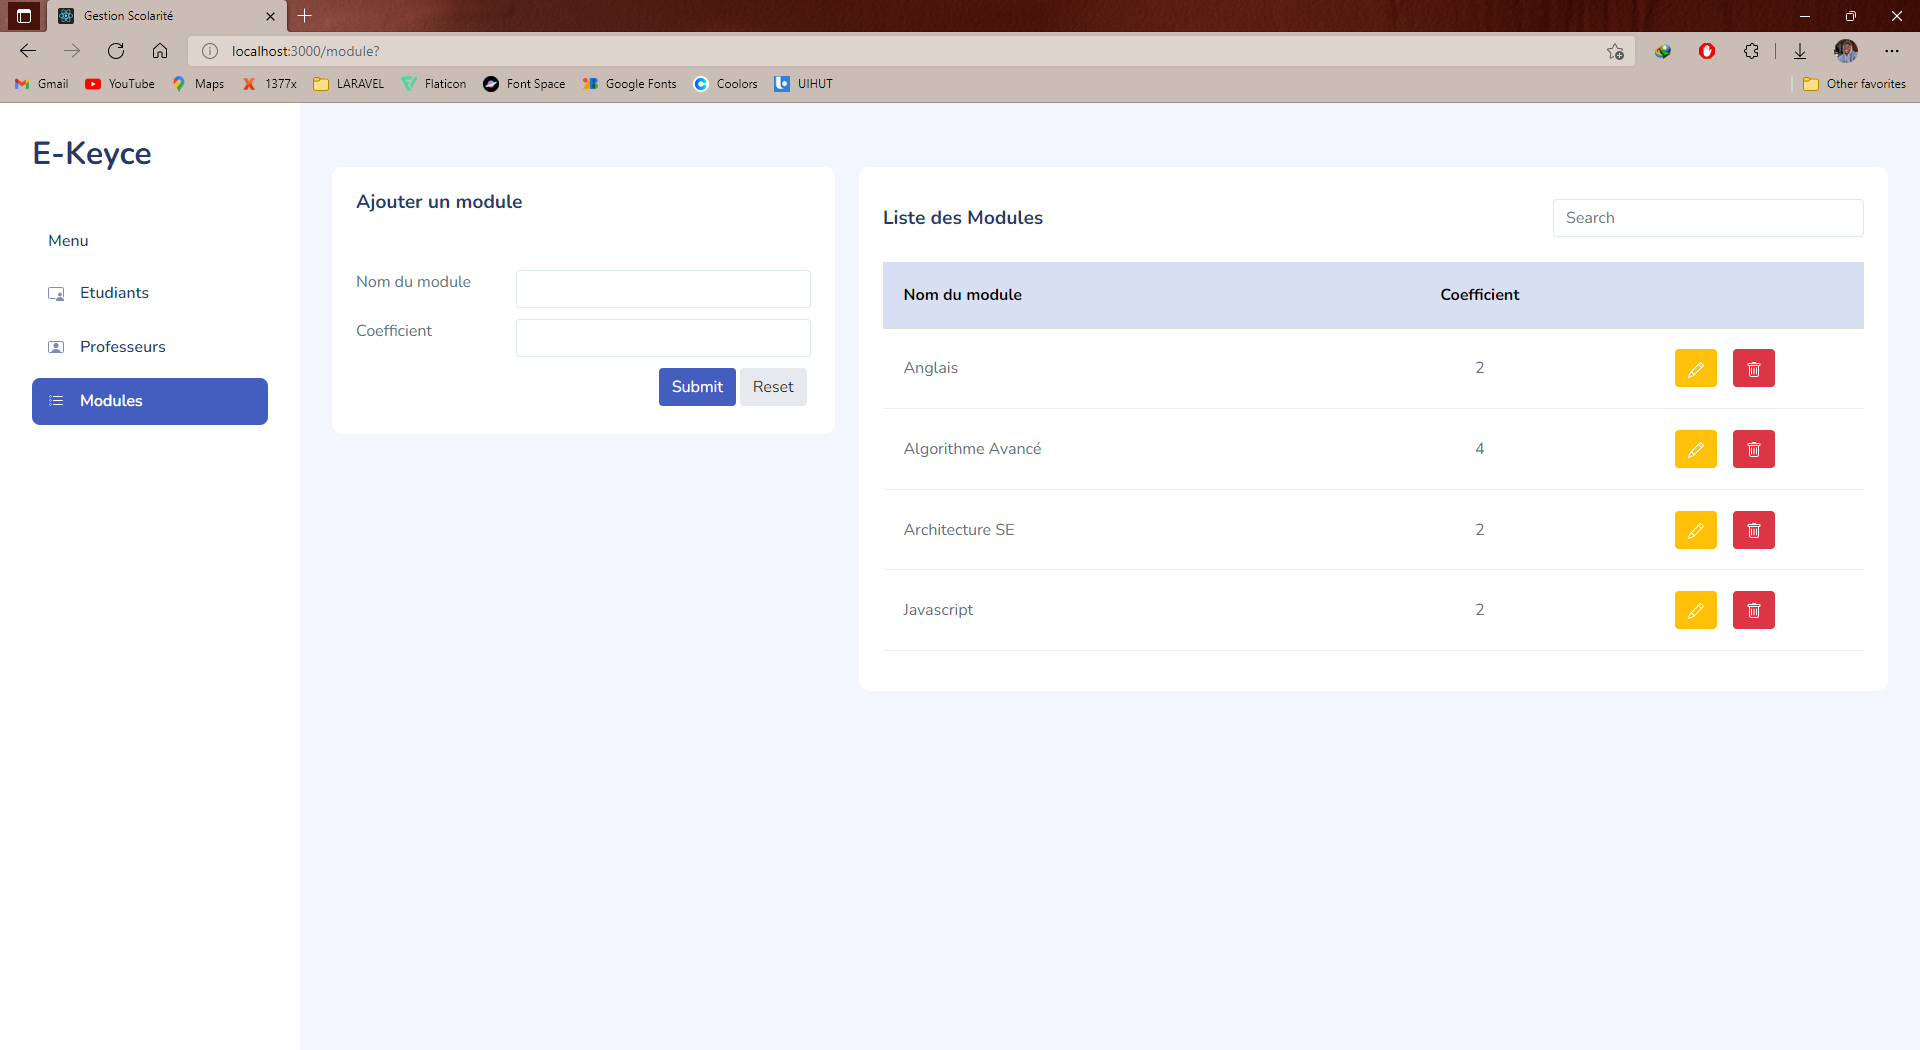 Gestion Scolarité
localhost:3000/module?
Gmail YouTube Maps 1377x LARAVEL Flaticon Font Space Google Fonts Coolors UIHUT Other favorites
E-Keyce
Menu
Etudiants
Professeurs
Modules
Ajouter un module
Nom du module
Coefficient
Submit Reset
Liste des Modules
Search
Nom du module Coefficient
Anglais 2
Algorithme Avancé 4
Architecture SE 2
Javascript 2